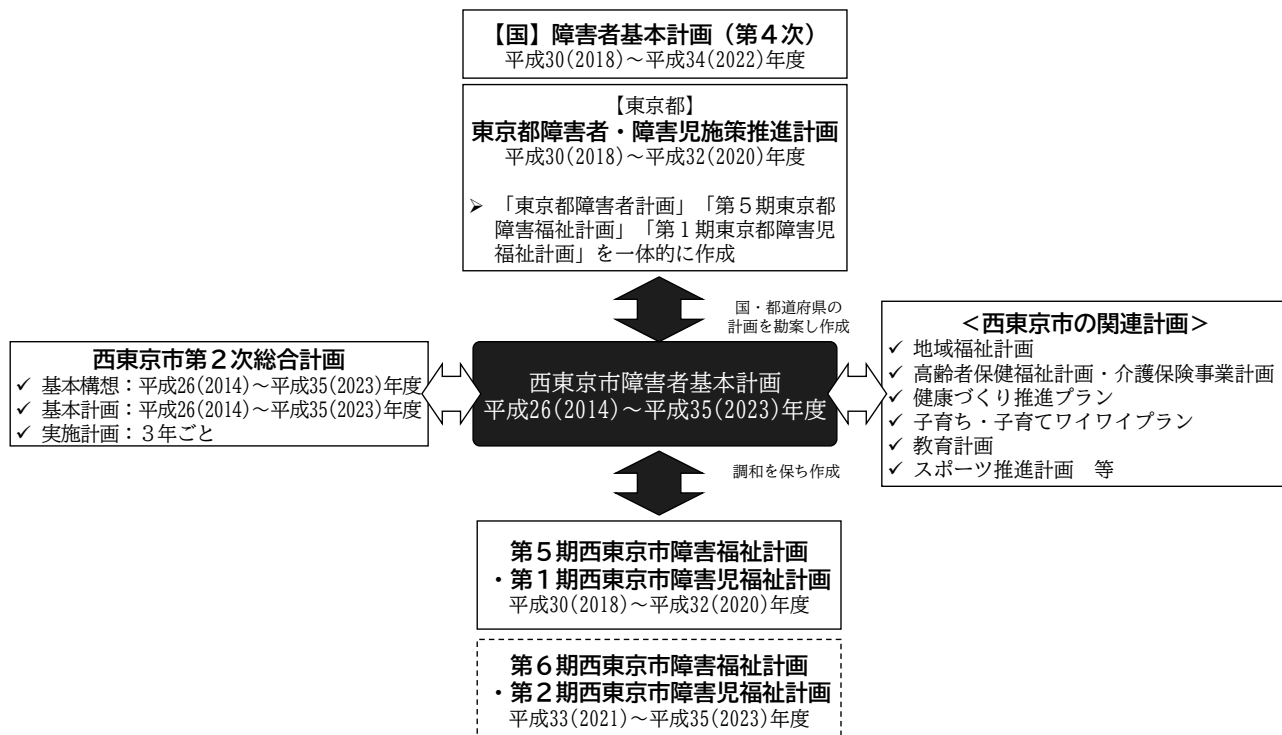 【国】障害者基本計画（第４次）
平成30(2018)～平成34(2022)年度
【東京都】
東京都障害者・障害児施策推進計画
平成30(2018)～平成32(2020)年度
➢ 「東京都障害者計画」「第５期東京都
障害福祉計画」「第１期東京都障害児
福祉計画」を一体的に作成
国・都道府県の
計画を勘案し作成
西東京市第２次総合計画
✓ 基本構想：平成26(2014)～平成35(2023)年度
✓ 基本計画：平成26(2014)～平成35(2023)年度
✓ 実施計画：３年ごと
西東京市障害者基本計画
平成26(2014)～平成35(2023)年度
＜西東京市の関連計画＞
✓ 地域福祉計画
✓ 高齢者保健福祉計画・介護保険事業計画
✓ 健康づくり推進プラン
✓ 子育ち・子育てワイワイプラン
✓ 教育計画
✓ スポーツ推進計画　等
調和を保ち作成
第５期西東京市障害福祉計画
・第１期西東京市障害児福祉計画
平成30(2018)～平成32(2020)年度
第６期西東京市障害福祉計画
・第２期西東京市障害児福祉計画
平成33(2021)～平成35(2023)年度